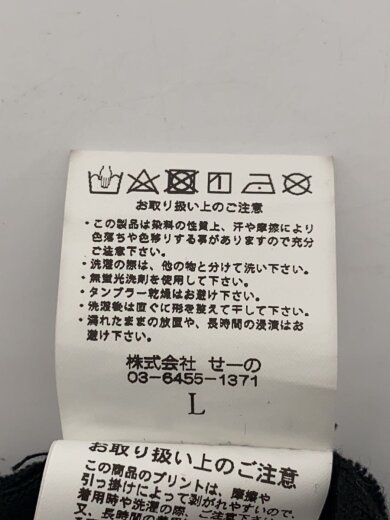 お取り扱い上のご注意
・この製品は染料の性質上、汗や摩擦により
色落ちや色移りする事がありますので充分
ご注意下さい。
・洗濯の際は、他の物と分けて洗い下さい。
・無蛍光洗剤を使用して下さい。
・タンブラー乾燥はお避け下さい。
・洗濯後は直ぐに形を整えて干して下さい。
・濡れたままの放置や、長時間の浸漬はお
避け下さい。
株式会社 せーの
03-6455-1371
L
お取り扱い上のご注意
この商品のプリントは、摩擦や
引っ掛けによって剥がれやすいので、
着用時や洗濯の際、ご注意下さい。
又、長時間の